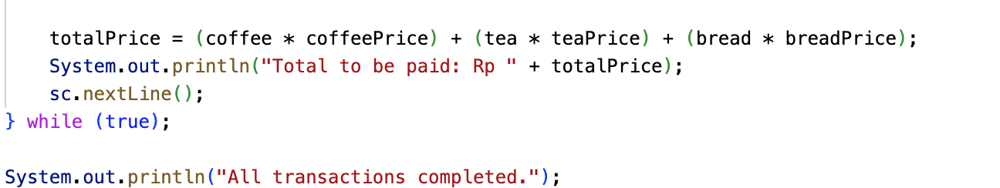 totalPrice = (coffee * coffeePrice) + (tea * teaPrice) + (bread * breadPrice);
System.out.println("Total to be paid: Rp " + totalPrice);
sc.nextLine();
} while (true);
System.out.println("All transactions completed.");